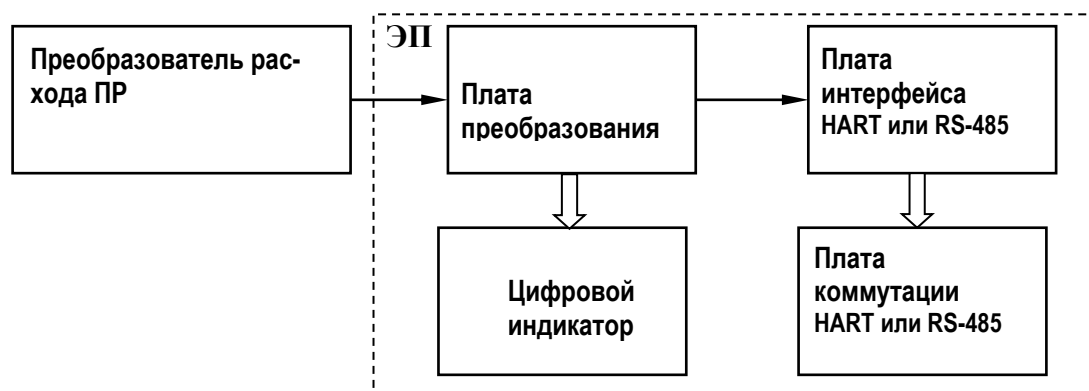 ЭП
Преобразователь рас-
хода ПР
Плата
преобразования
Плата
интерфейса
HART или RS-485
Цифровой
индикатор
Плата
коммутации
HART или RS-485